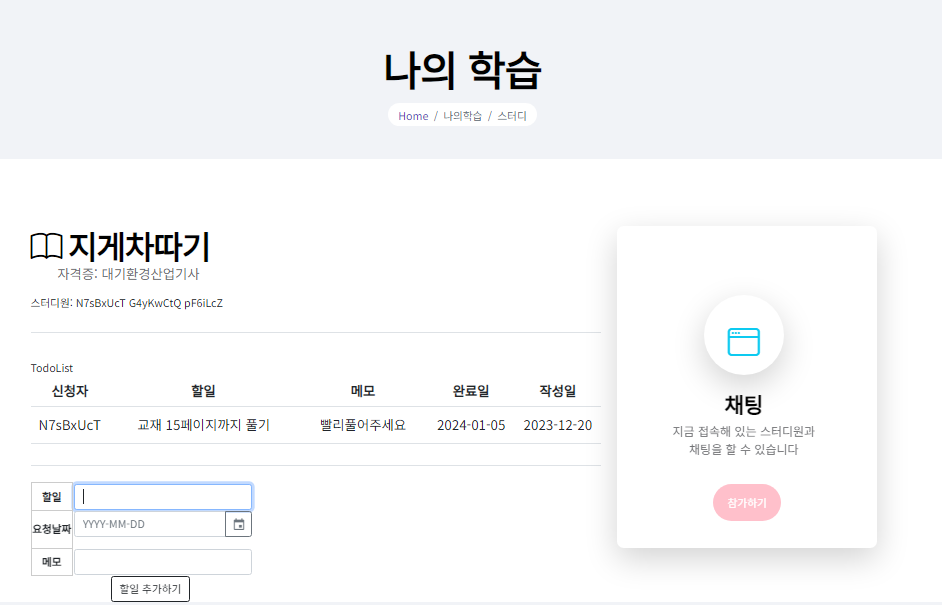 나의 학습
Home / 나의학습 / 스터디
지게차따기
자격증: 대기환경산업기사
스터디원: N7sBxUcT G4yKwCtQ pF6iLcZ
TodoList
신청자 할일 메모 완료일 작성일
N7sBxUcT 교재 15페이지까지 풀기 빨리풀어주세요 2024-01-05 2023-12-20
할일
요청날짜 YYYY-MM-DD
메모
할일 추가하기
채팅
지금 접속해 있는 스터디원과
채팅을 할 수 있습니다
참가하기